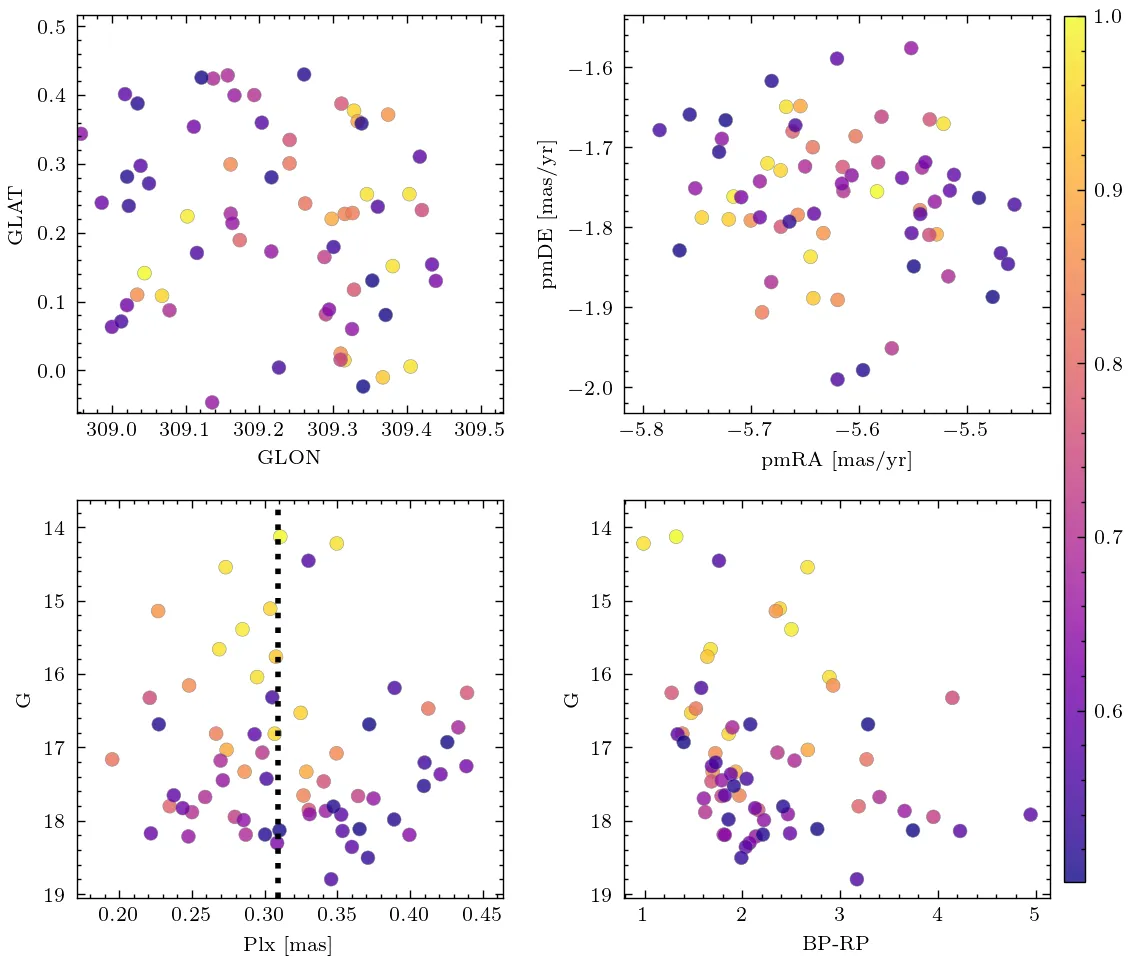 0.5
0.4
0.3
0.2
0.1
0.0
GLAT
309.0 309.1 309.2 309.3 309.4 309.5
GLON
−1.6
−1.7
−1.8
−1.9
−2.0
pmDE [mas/yr]
−5.8 −5.7 −5.6 −5.5
pmRA [mas/yr]
1.0
0.9
0.8
0.7
0.6
14
15
16
17
18
19
G
0.20 0.25 0.30 0.35 0.40 0.45
Plx [mas]
14
15
16
17
18
19
G
1 2 3 4 5
BP-RP